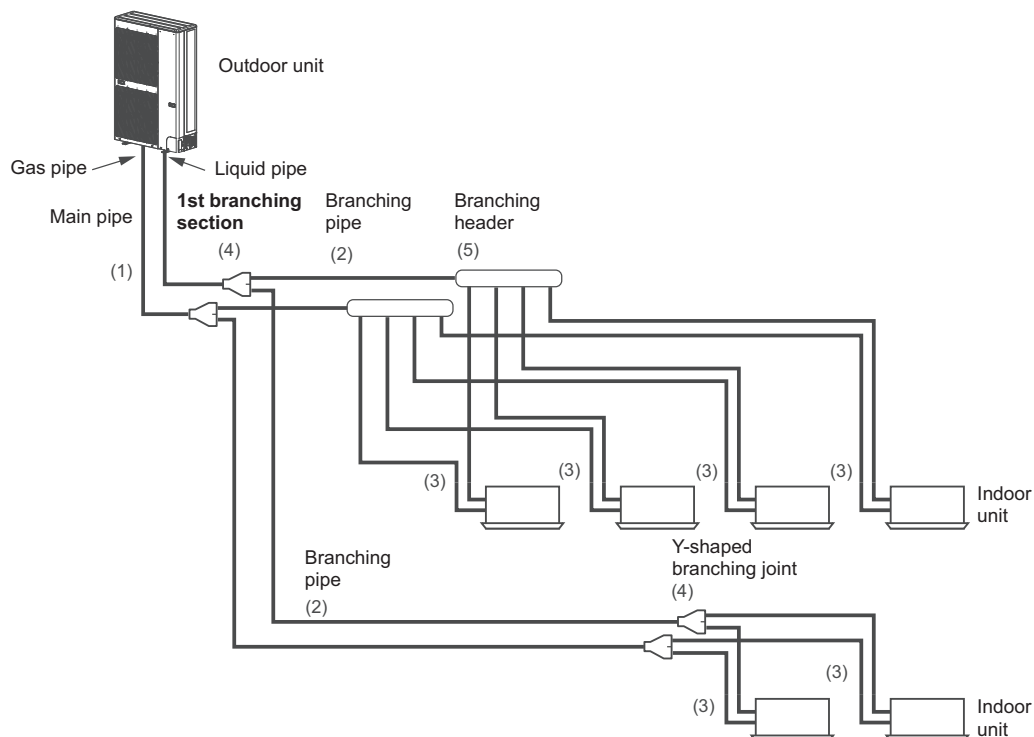 Outdoor unit
Gas pipe
Liquid pipe
Main pipe
(1)
1st branching
section
(4)
Branching
pipe
(2)
Branching
header
(5)
(3)
(3)
(3)
(3)
Indoor
unit
Branching
pipe
(2)
Y-shaped
branching joint
(4)
(3)
(3)
Indoor
unit